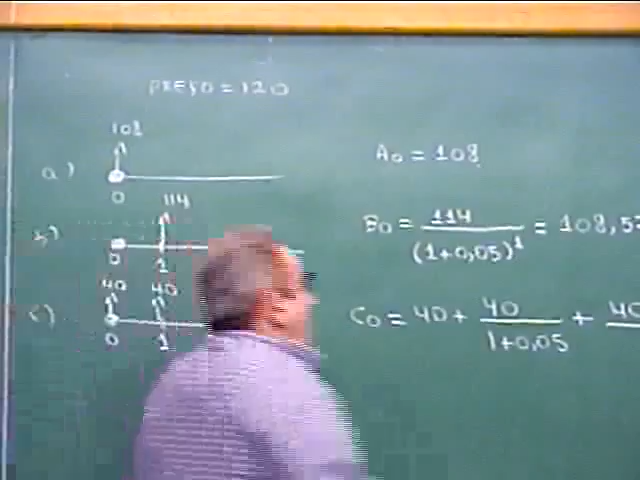 PREÇO = 120
108
a)
0
A₀ = 108
114
b)
0 1
B₀ = 114 / (1+0,05)¹ = 108,57
40 40
c)
0 1
C₀ = 40 + 40 / 1+0,05 + 40